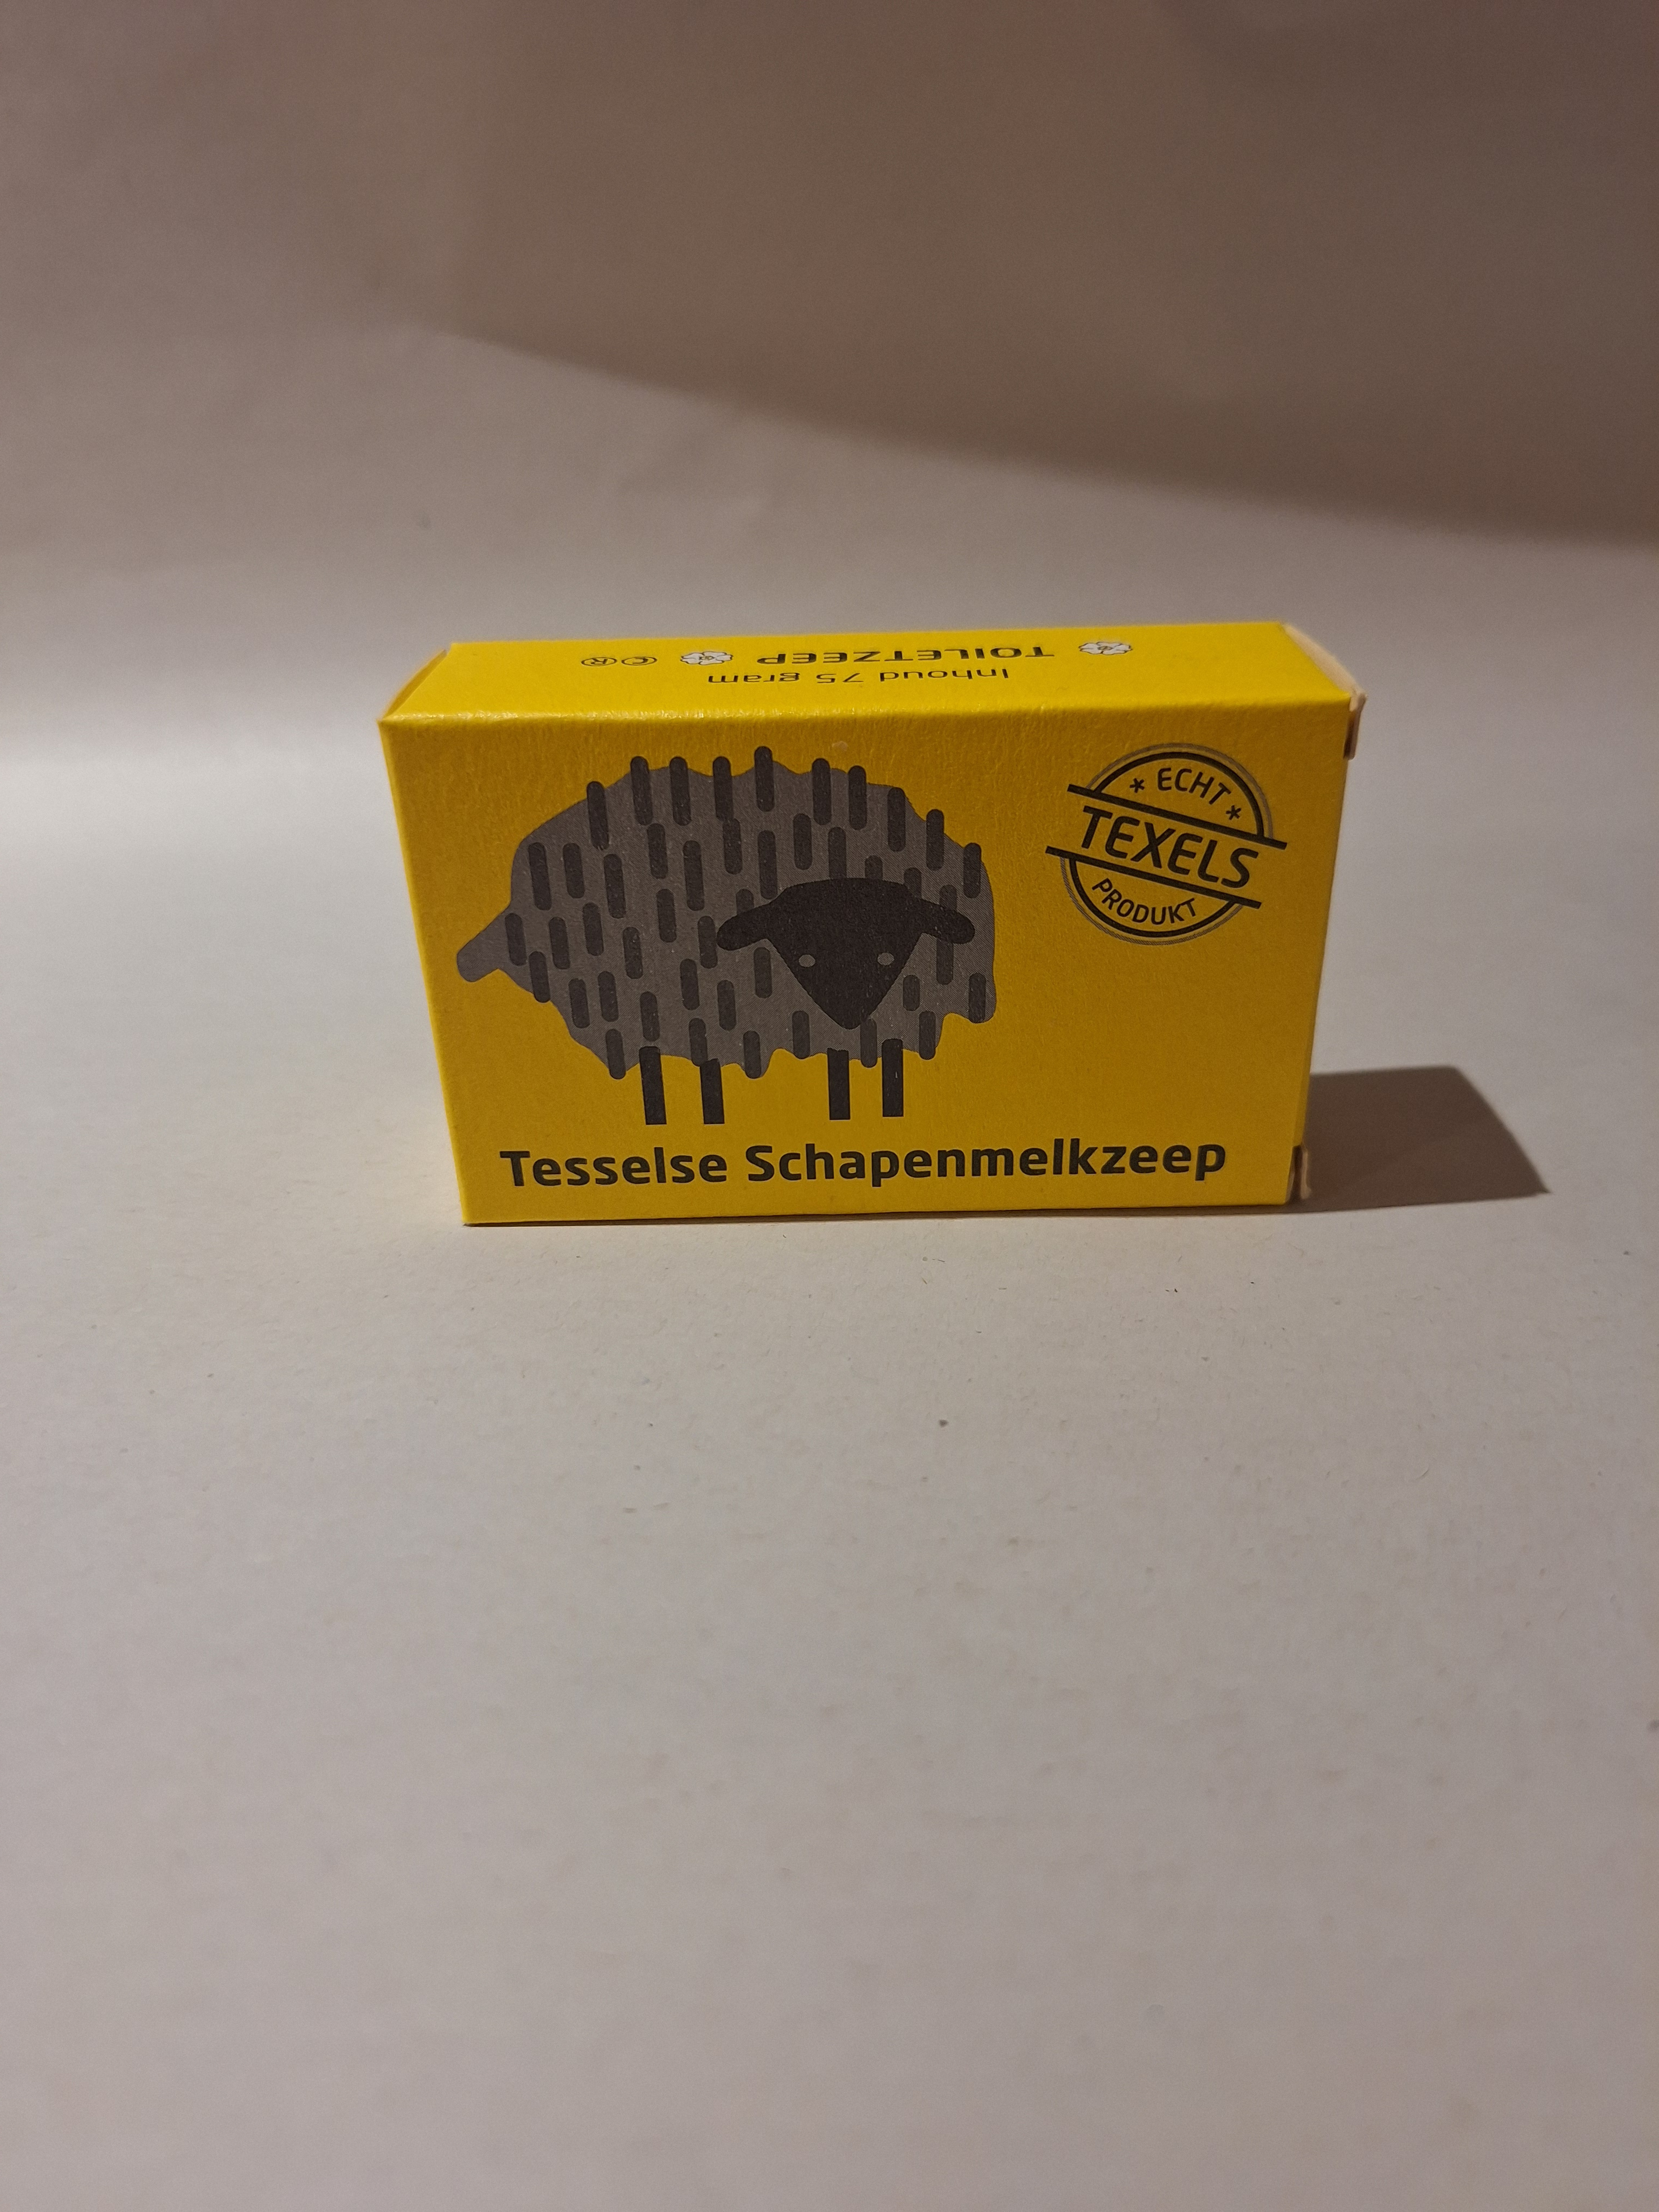 TOILETZEEP © ®
Inhoud 75 gram
* ECHT *
TEXELS
PRODUKT
Tesselse Schapenmelkzeep